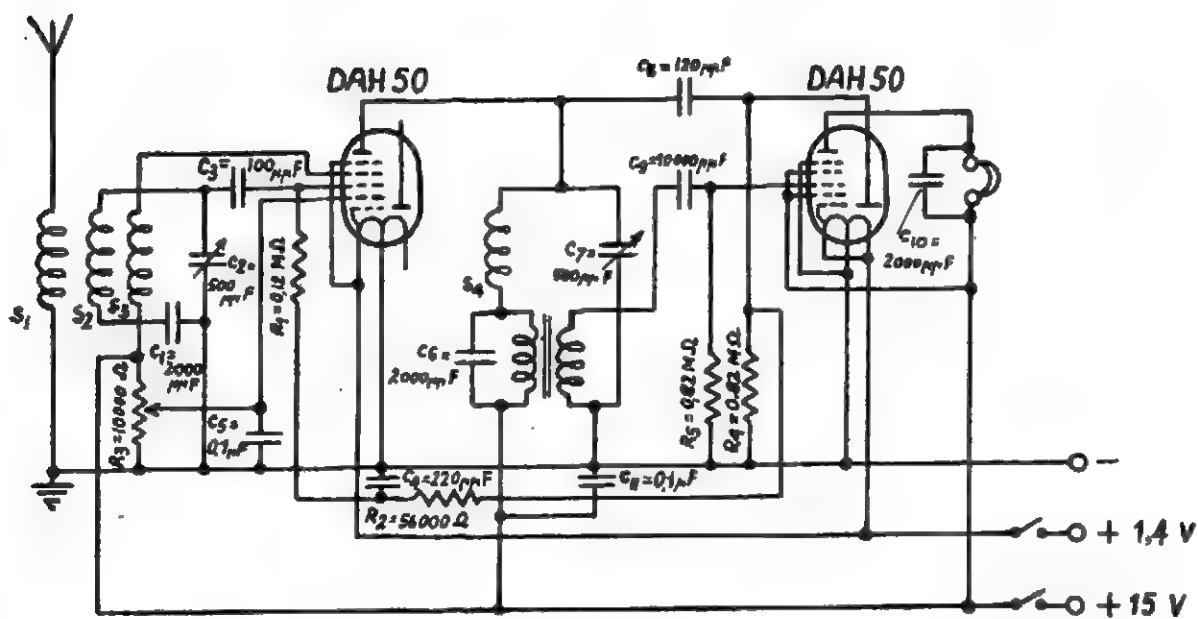 DAH 50
C8 = 120 µµF
DAH 50
C3 =
100 µµF
C9 = 10000 µµF
C2 =
500
µµF
C7 =
500 µµF
C10 =
2000 µµF
S1
S2
S3
R1 = 0,12 MΩ
S4
C1 =
2000
µµF
C6 =
2000 µµF
R3 = 10000 Ω
C5 =
0,1 µF
R5 = 0,82 MΩ
R4 = 0,82 MΩ
−
C4 = 220 µµF
C11 = 0,1 µF
R2 = 56000 Ω
+ 1,4 V
+ 15 V